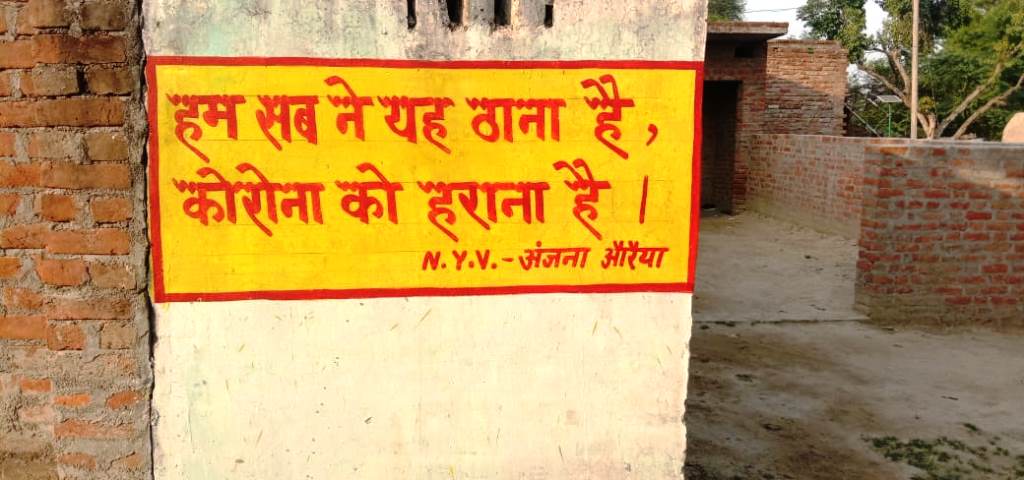 हम सब ने यह ठाना है,
कोरोना को हराना है ।
N.Y.V.-अंजना औरैया